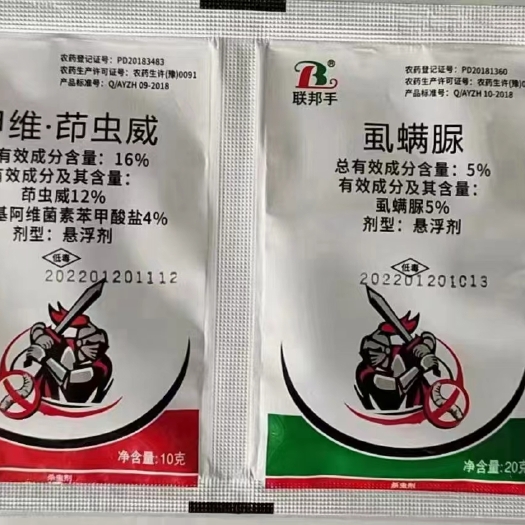 农药登记证号：PD20183483
农药生产许可证号：农药生许(豫)0091
产品标准号：Q/AYZH 09-2018
维·茚虫威
有效成分含量：16%
有效成分及其含量：
茚虫威12%
基阿维菌素苯甲酸盐4%
剂型：悬浮剂
低毒
202201201112
净含量:10克
杀虫剂
R
联邦手
农药登记证号：PD20181360
农药生产许可证号：农药生许(豫)0
产品标准号：Q/AYZH 10-2018
虱螨脲
总有效成分含量：5%
有效成分及其含量：
虱螨脲5%
剂型：悬浮剂
低毒
202201201013
净含量:20克
杀虫剂